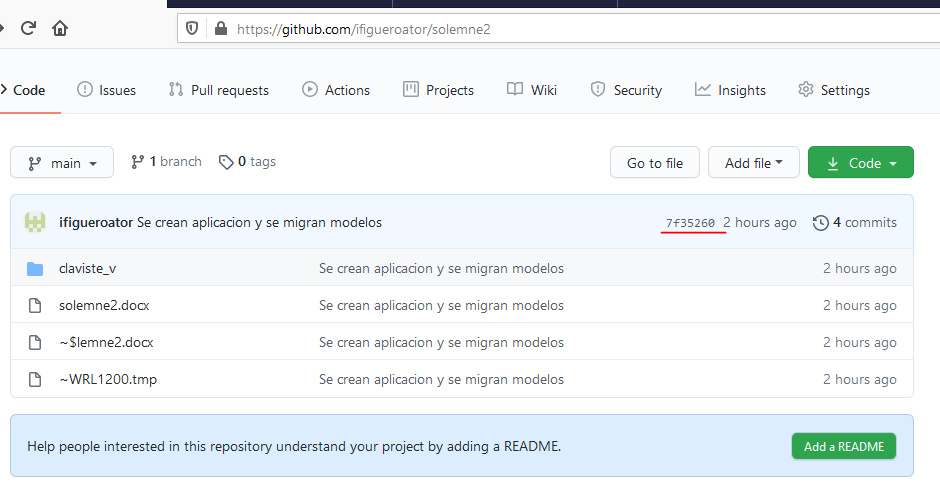 https://github.com/ifigueroator/solemne2
Code Issues Pull requests Actions Projects Wiki Security Insights Settings
main 1 branch 0 tags Go to file Add file Code
ifigueroator Se crean aplicacion y se migran modelos 7f35260 2 hours ago 4 commits
claviste_v Se crean aplicacion y se migran modelos 2 hours ago
solemne2.docx Se crean aplicacion y se migran modelos 2 hours ago
~$lemne2.docx Se crean aplicacion y se migran modelos 2 hours ago
~WRL1200.tmp Se crean aplicacion y se migran modelos 2 hours ago
Help people interested in this repository understand your project by adding a README. Add a README